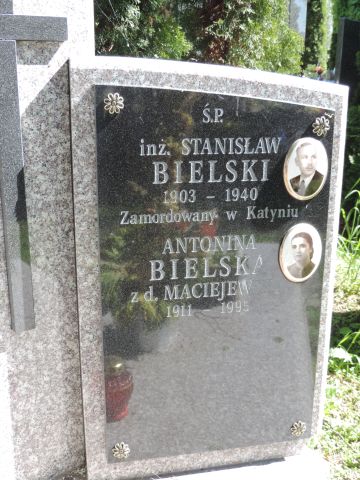 Ś.P.
inż. STANISŁAW
BIELSKI
1903 - 1940
Zamordowany w Katyniu
ANTONINA
BIELSKA
z d. MACIEJEW
1911 - 1995